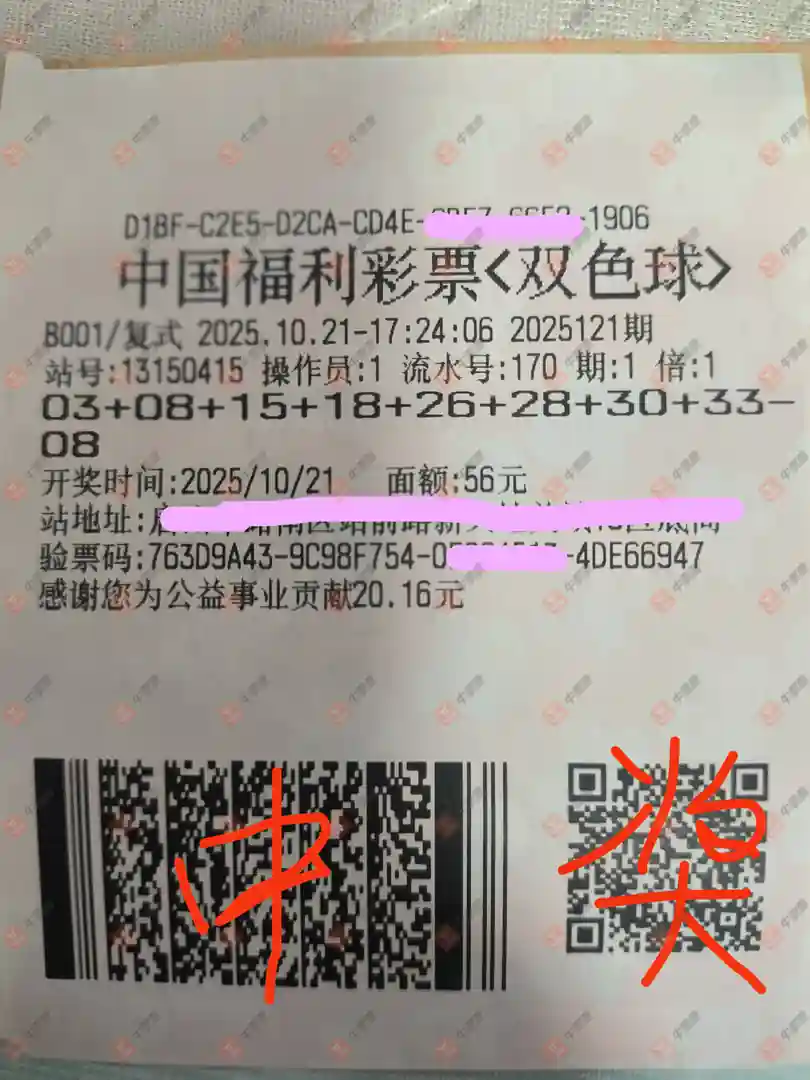 D18F-C2E5-D2CA-CD4E- -1906
中国福利彩票<双色球>
B001/复式 2025.10.21-17:24:06 2025121期
站号:13150415 操作员:1 流水号:170 期:1 倍:1
03+08+15+18+26+28+30+33-
08
开奖时间:2025/10/21 面额:56元
站地址:
验票码:763D9A43-9C98F754-0 -4DE66947
感谢您为公益事业贡献20.16元
中奖